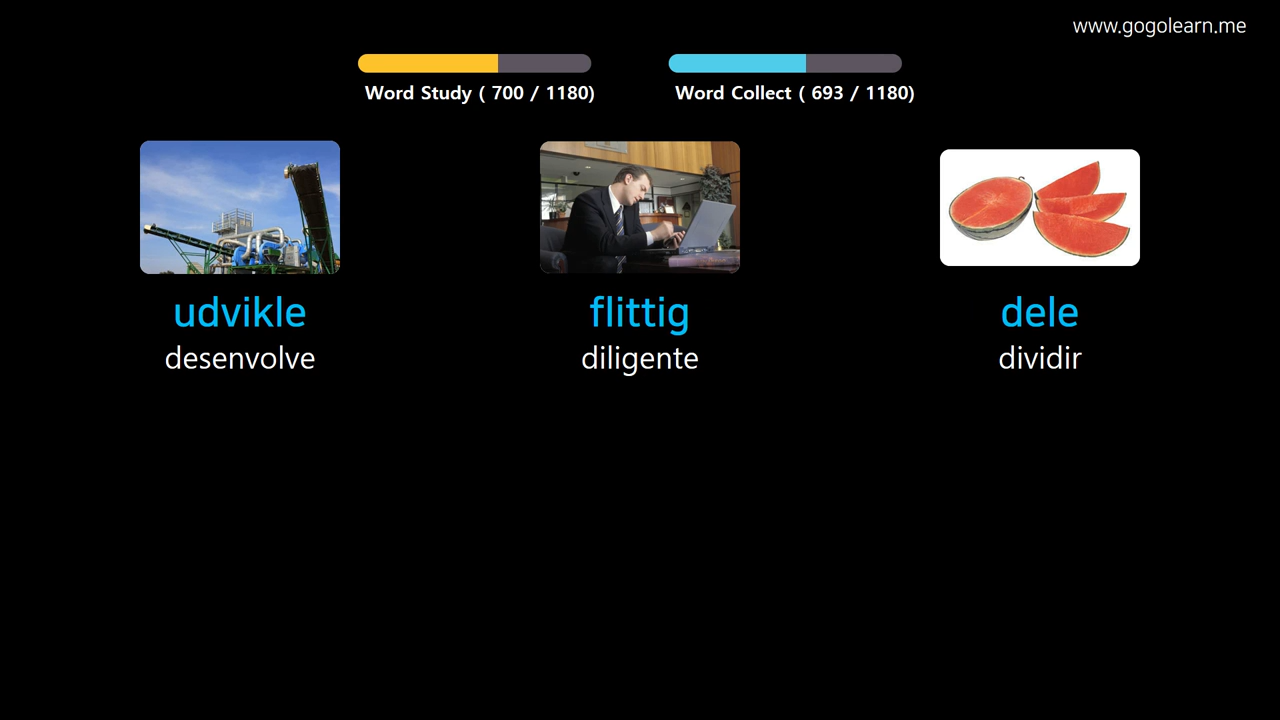 www.gogolearn.me
Word Study ( 700 / 1180)
Word Collect ( 693 / 1180)
udvikle
desenvolve
flittig
diligente
dele
dividir